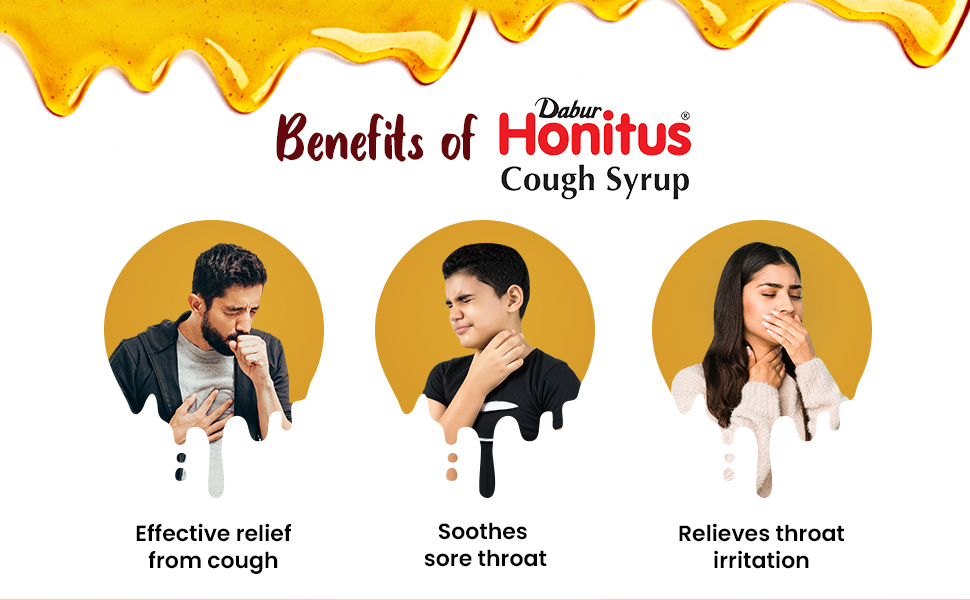 Benefits of Dabur Honitus®
Cough Syrup
Effective relief
from cough
Soothes
sore throat
Relieves throat
irritation